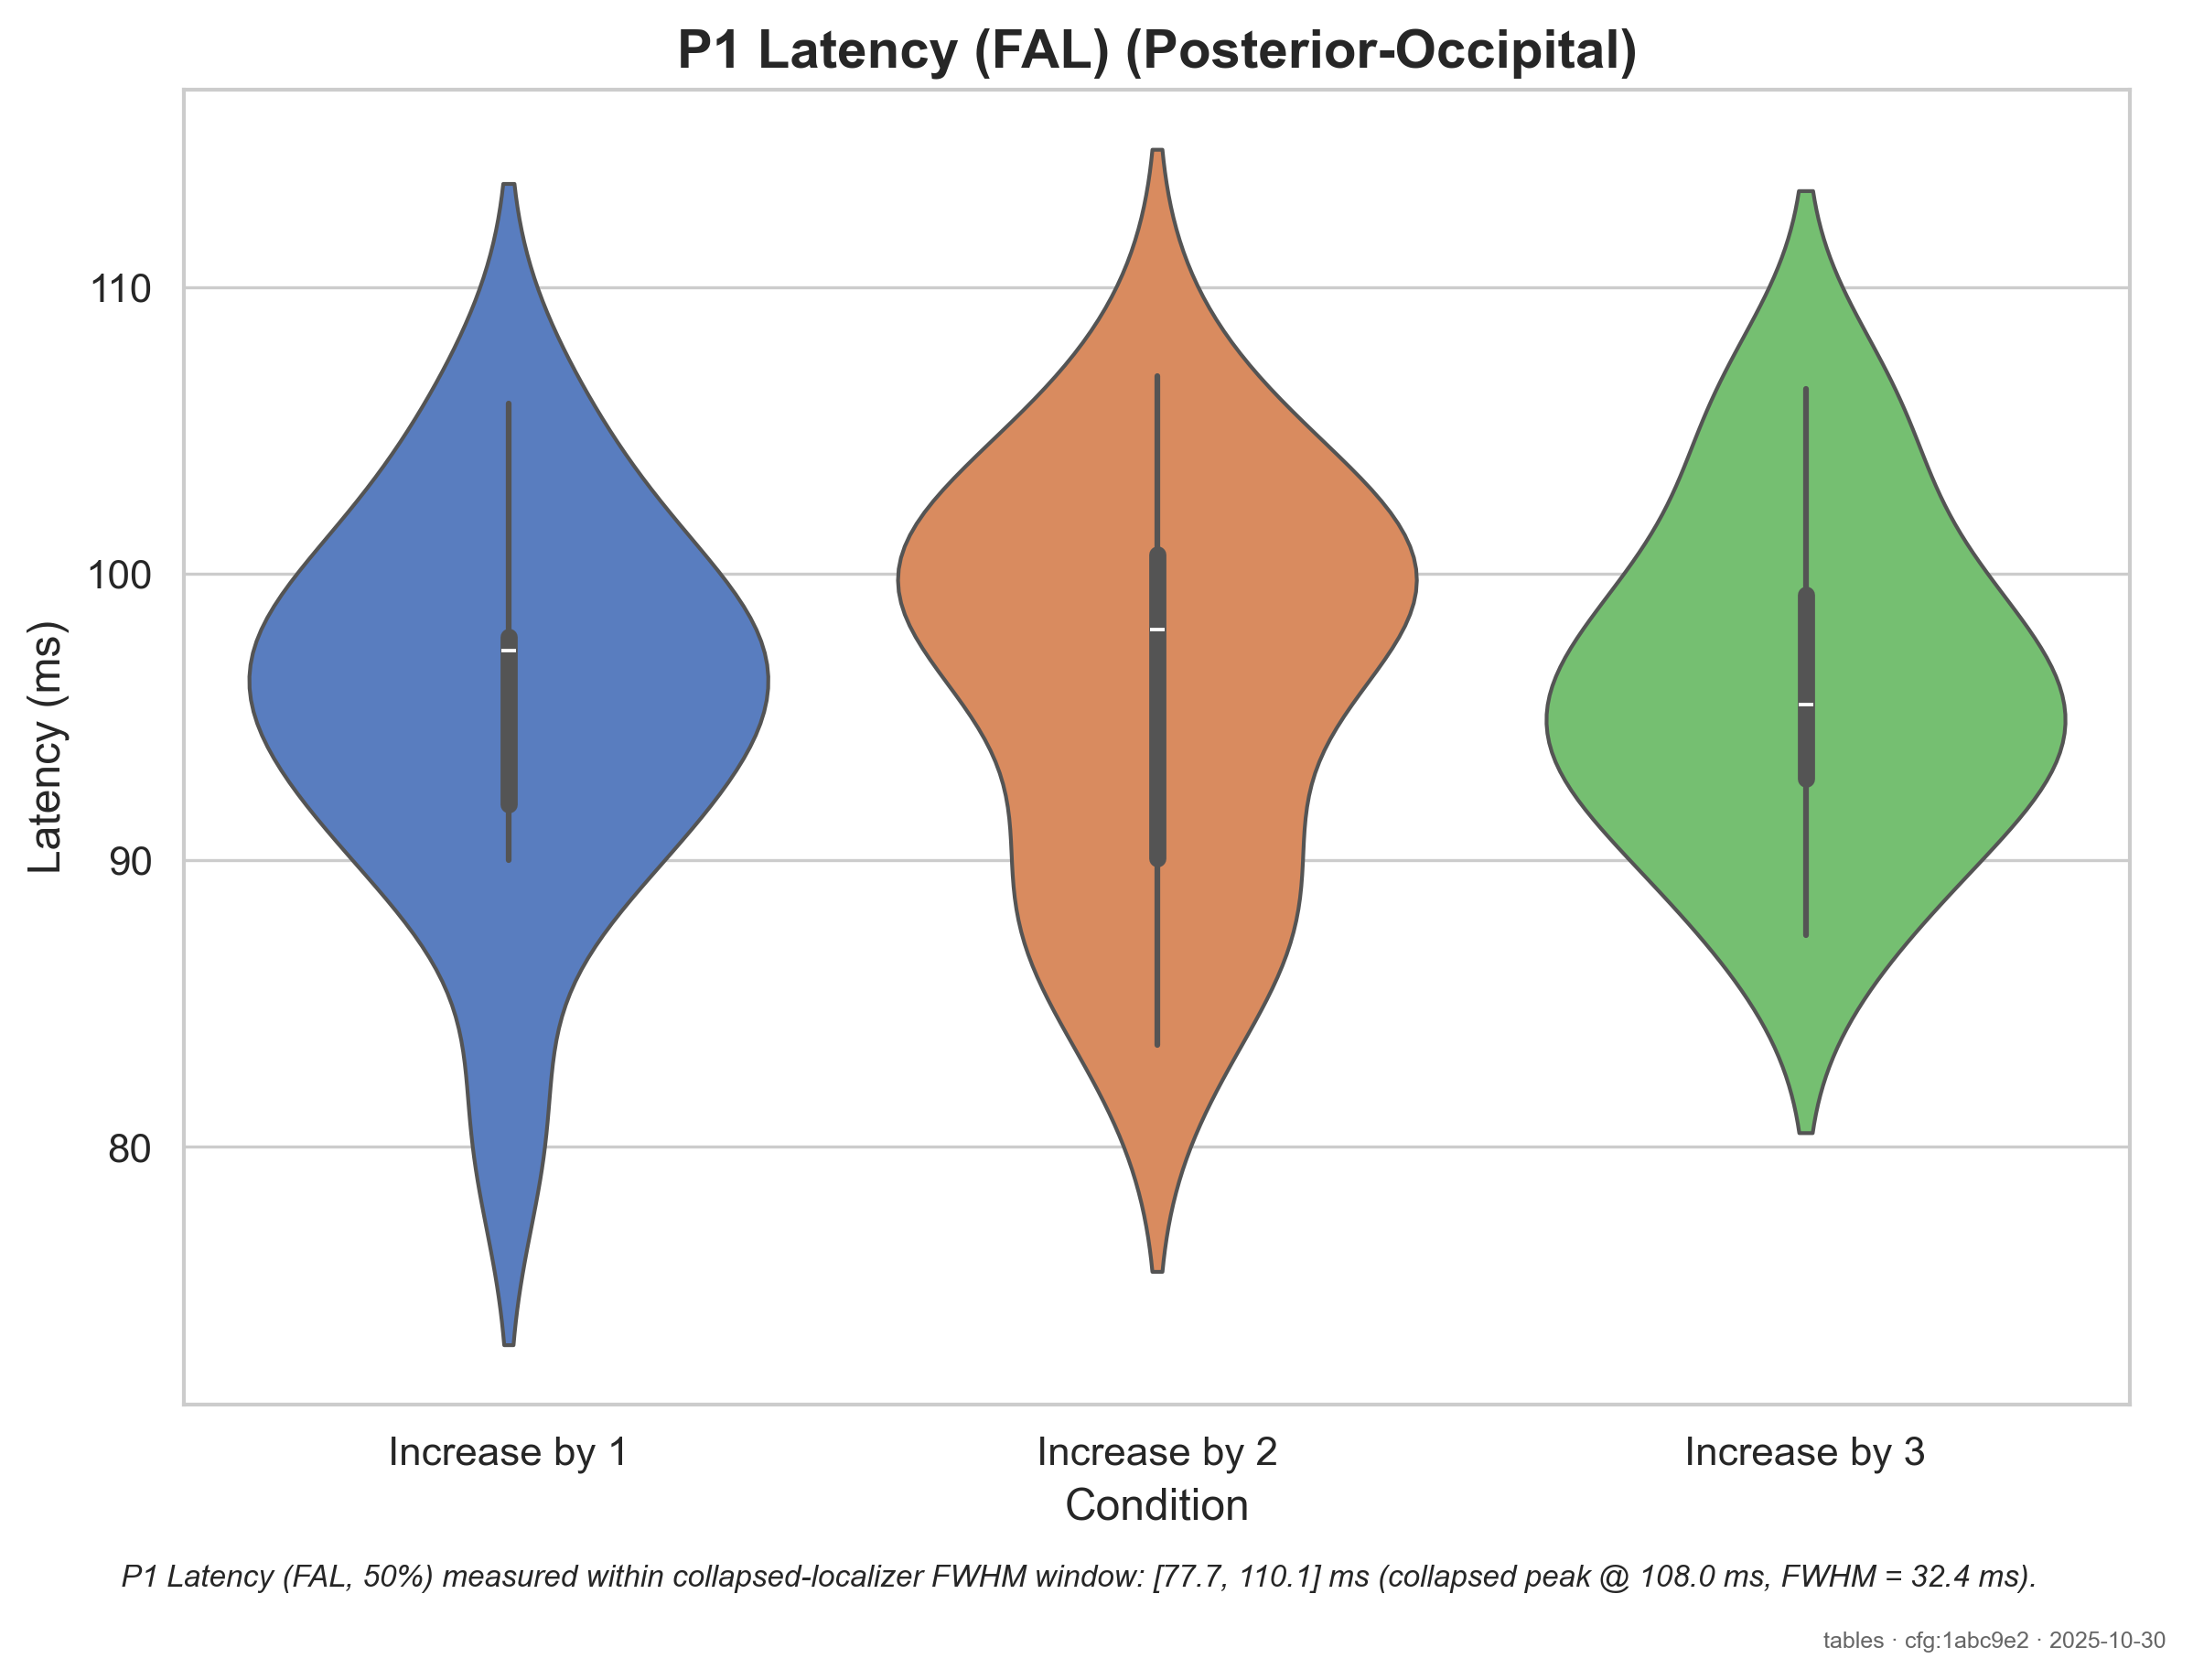 P1 Latency (FAL) (Posterior-Occipital)
Latency (ms)
110
100
90
80
Increase by 1
Increase by 2
Increase by 3
Condition
P1 Latency (FAL, 50%) measured within collapsed-localizer FWHM window: [77.7, 110.1] ms (collapsed peak @ 108.0 ms, FWHM = 32.4 ms).
tables · cfg:1abc9e2 · 2025-10-30